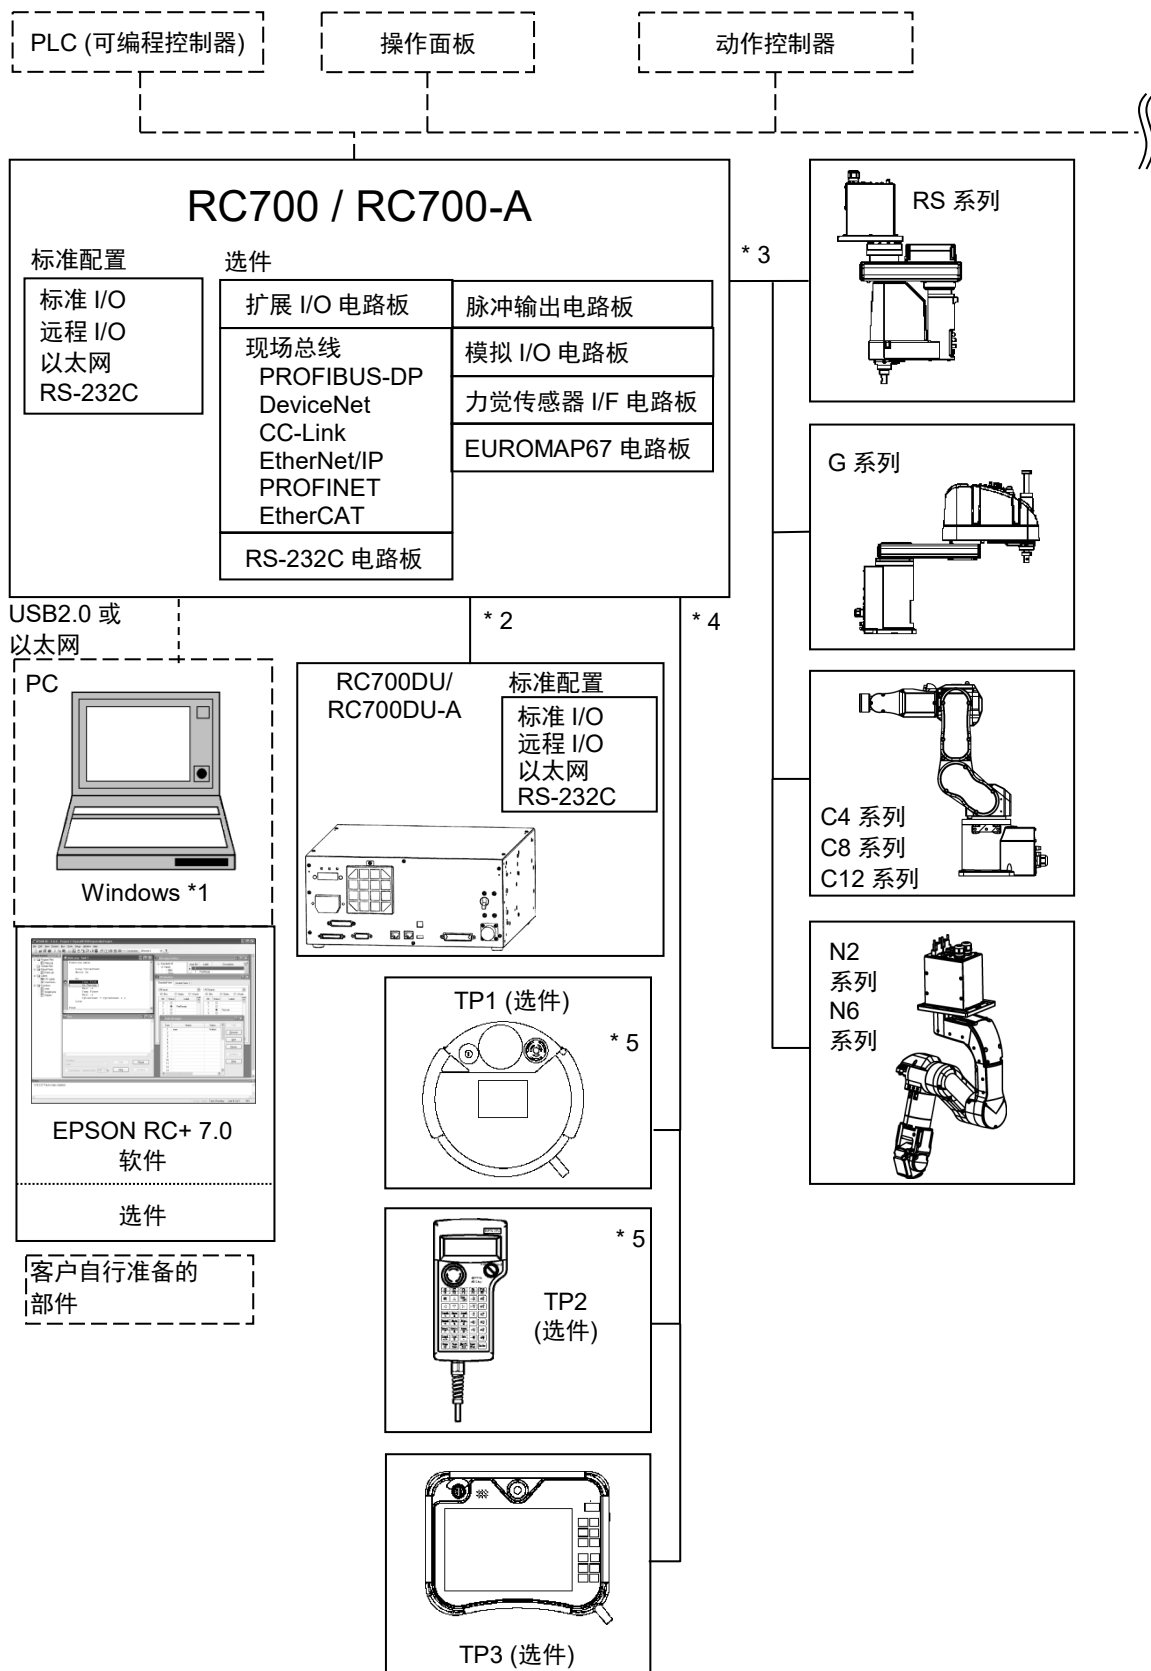 PLC (可编程控制器)
操作面板
动作控制器
RC700 / RC700-A
标准配置
标准 I/O
远程 I/O
以太网
RS-232C
选件
扩展 I/O 电路板
现场总线
PROFIBUS-DP
DeviceNet
CC-Link
EtherNet/IP
PROFINET
EtherCAT
RS-232C 电路板
脉冲输出电路板
模拟 I/O 电路板
力觉传感器 I/F 电路板
EUROMAP67 电路板
* 3
RS 系列
G 系列
C4 系列
C8 系列
C12 系列
N2
系列
N6
系列
USB2.0 或
以太网
* 2
* 4
PC
Windows *1
EPSON RC+ 7.0
软件
选件
客户自行准备的
部件
RC700DU/
RC700DU-A
标准配置
标准 I/O
远程 I/O
以太网
RS-232C
TP1 (选件)
* 5
* 5
TP2
(选件)
TP3 (选件)